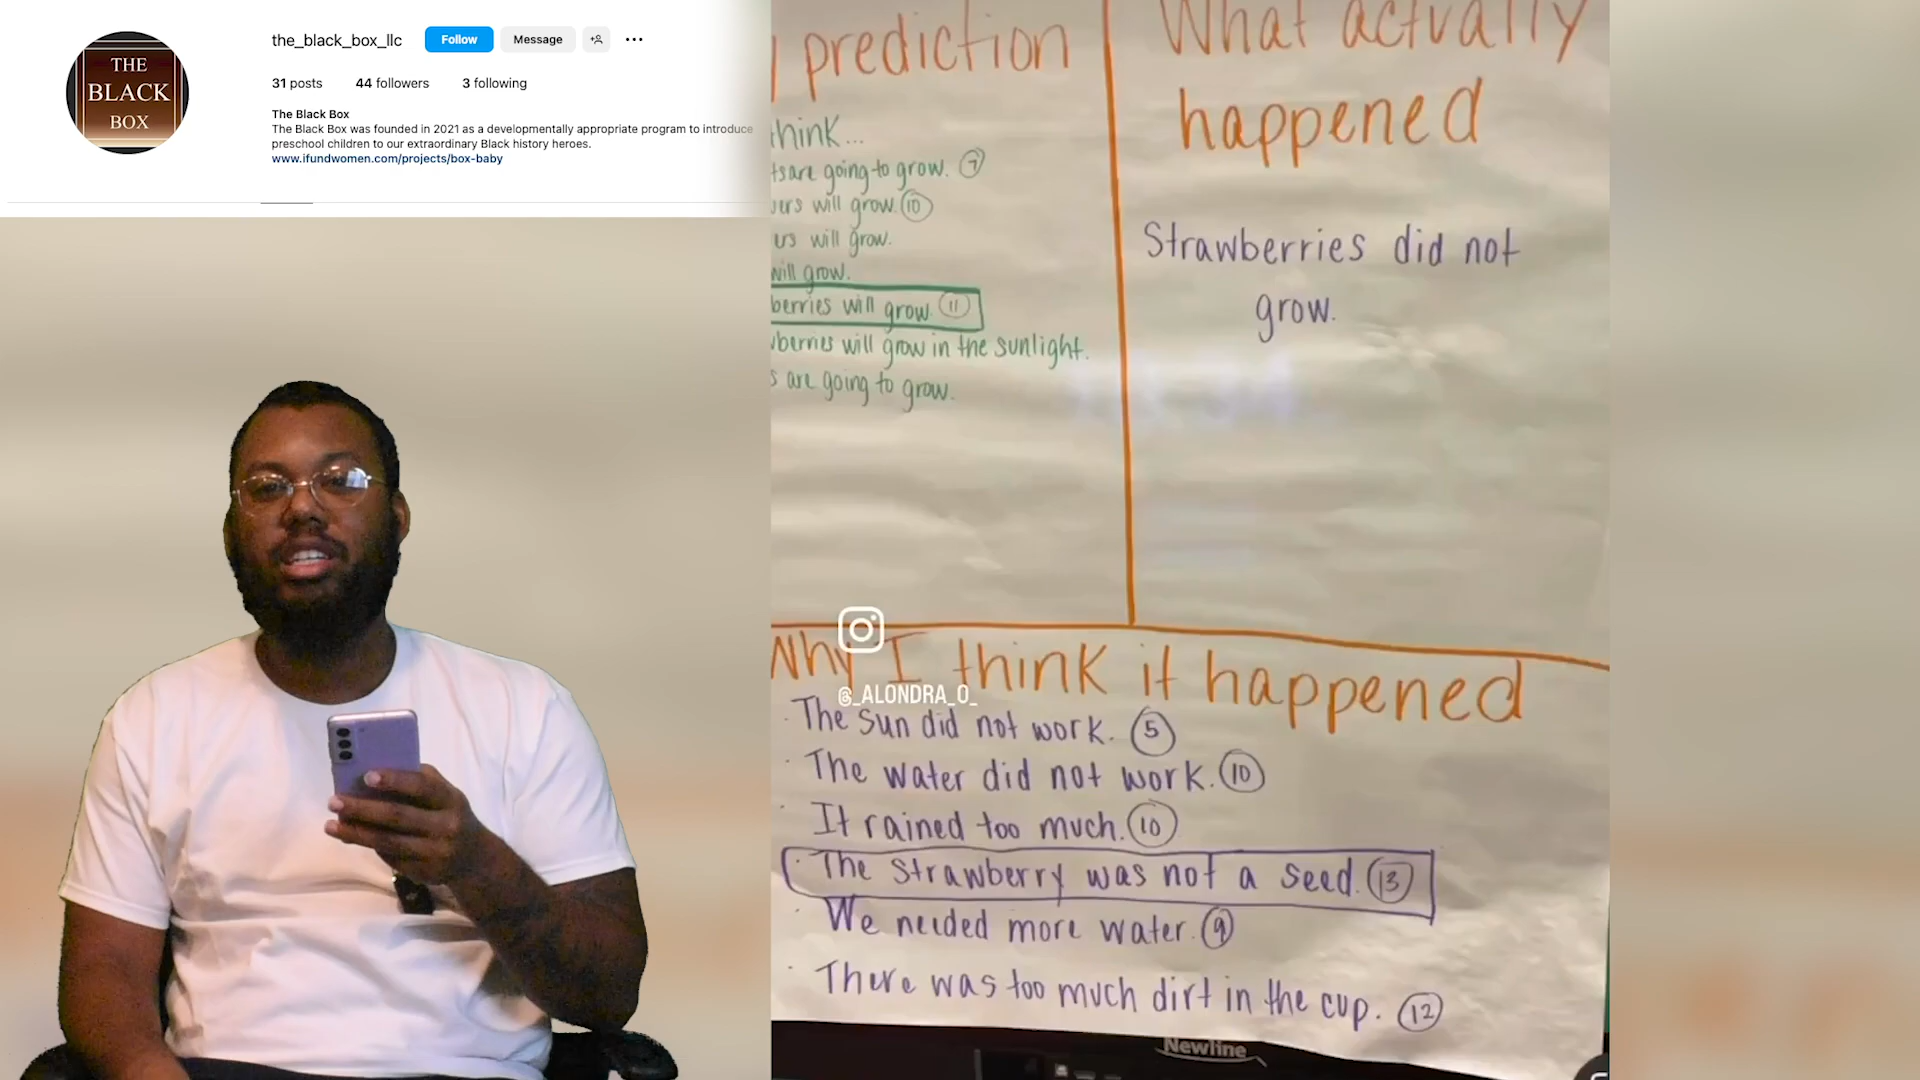 THE
BLACK
BOX
the_black_box_llc
Follow
Message
31 posts
44 followers
3 following
The Black Box
The Black Box was founded in 2021 as a developmentally appropriate program to introduce
preschool children to our extraordinary Black history heroes.
www.ifundwomen.com/projects/box-baby
prediction
think...
are going to grow. 7
will grow. 10
will grow.
will grow.
berries will grow. 11
will grow in the sunlight.
are going to grow.
What actually
happened
Strawberries did not
grow.
Why I think it happened
@_ALONDRA_O_
· The sun did not work. 5
· The water did not work. 10
· It rained too much. 10
· The strawberry was not a seed. 13
· We needed more water. 9
· There was too much dirt in the cup. 12
Newline